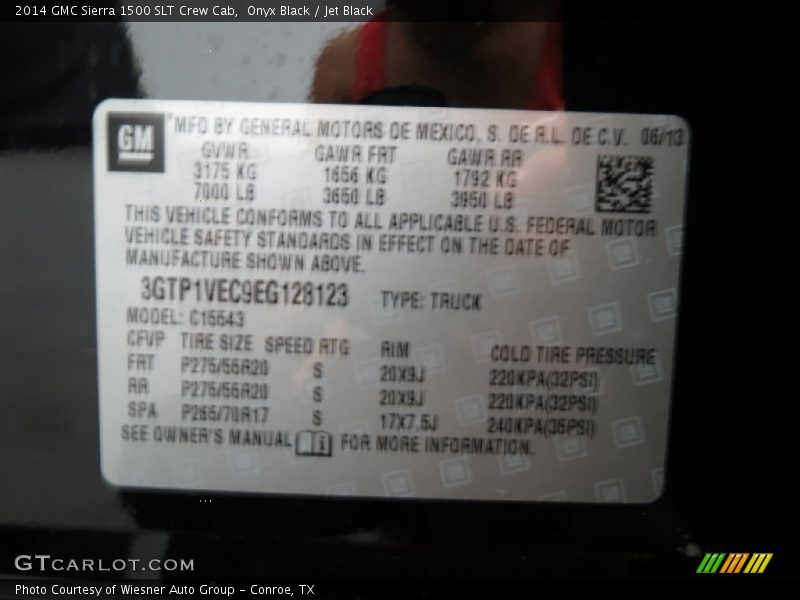 2014 GMC Sierra 1500 SLT Crew Cab, Onyx Black / Jet Black
GM
MFD BY GENERAL MOTORS DE MEXICO, S. DE R.L. DE C.V. 06/13
GVWR GAWR FRT GAWR RR
3175 KG 1656 KG 1792 KG
7000 LB 3650 LB 3950 LB
THIS VEHICLE CONFORMS TO ALL APPLICABLE U.S. FEDERAL MOTOR
VEHICLE SAFETY STANDARDS IN EFFECT ON THE DATE OF
MANUFACTURE SHOWN ABOVE.
3GTP1VEC9EG128123 TYPE: TRUCK
MODEL: C15543
CFVP TIRE SIZE SPEED RTG RIM COLD TIRE PRESSURE
FRT P275/55R20 S 20X9J 220KPA(32PSI)
RR P275/55R20 S 20X9J 220KPA(32PSI)
SPA P265/70R17 S 17X7.5J 240KPA(35PSI)
SEE OWNER'S MANUAL FOR MORE INFORMATION.
GTCARLOT.COM
Photo Courtesy of Wiesner Auto Group - Conroe, TX